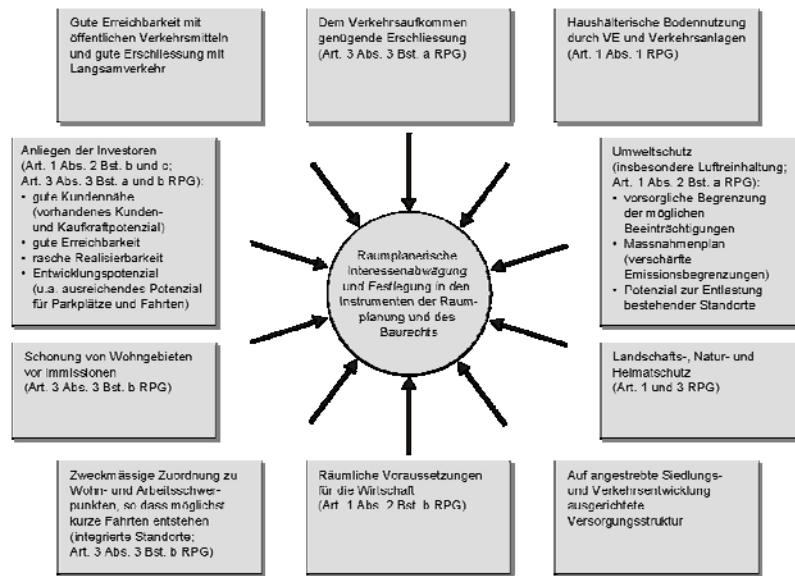 Gute Erreichbarkeit mit
öffentlichen Verkehrsmitteln
und gute Erschliessung mit
Langsamverkehr
Dem Verkehrsaufkommen
genügende Erschliessung
(Art. 3 Abs. 3 Bst. a RPG)
Haushälterische Bodennutzung
durch VE und Verkehrsanlagen
(Art. 1 Abs. 1 RPG)
Anliegen der Investoren
(Art. 1 Abs. 2 Bst. b und c;
Art. 3 Abs. 3 Bst. a und b RPG):
• gute Kundennähe
(vorhandenes Kunden-
und Kaufkraftpotenzial)
• gute Erreichbarkeit
• rasche Realisierbarkeit
• Entwicklungspotenzial
(u.a. ausreichendes Potenzial
für Parkplätze und Fahrten)
Raumplanerische
Interessenabwägung
und Festlegung in den
Instrumenten der Raum-
planung und des
Baurechts
Umweltschutz
(insbesondere Luftreinhaltung;
Art. 1 Abs. 2 Bst. a RPG):
• vorsorgliche Begrenzung
der möglichen
Beeinträchtigungen
• Massnahmenplan
(verschärfte
Emissionsbegrenzungen)
• Potenzial zur Entlastung
bestehender Standorte
Schonung von Wohngebieten
vor Immissionen
(Art. 3 Abs. 3 Bst. b RPG)
Landschafts-, Natur- und
Heimatschutz
(Art. 1 und 3 RPG)
Zweckmässige Zuordnung zu
Wohn- und Arbeitsschwer-
punkten, so dass möglichst
kurze Fahrten entstehen
(integrierte Standorte;
Art. 3 Abs. 3 Bst. b RPG)
Räumliche Voraussetzungen
für die Wirtschaft
(Art. 1 Abs. 2 Bst. b RPG)
Auf angestrebte Siedlungs-
und Verkehrsentwicklung
ausgerichtete
Versorgungsstruktur